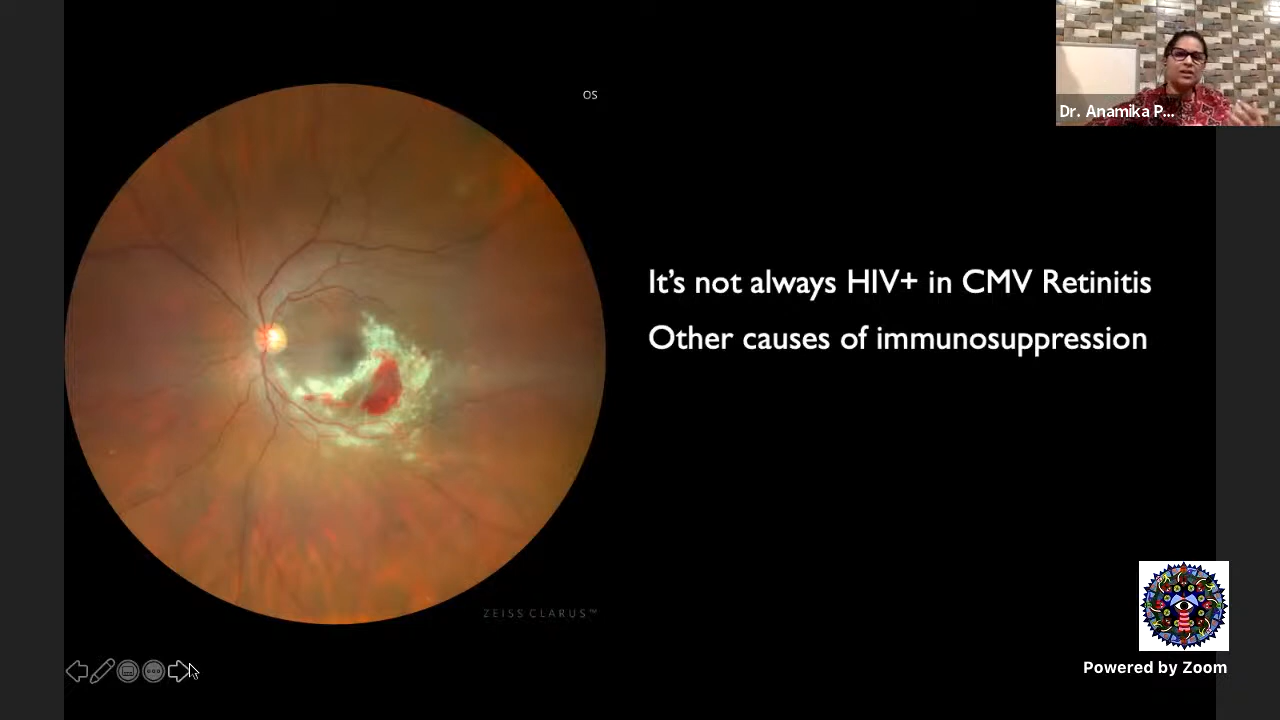 OS
Dr. Anamika P...
It's not always HIV+ in CMV Retinitis
Other causes of immunosuppression
ZEISS CLARUS™
Powered by Zoom